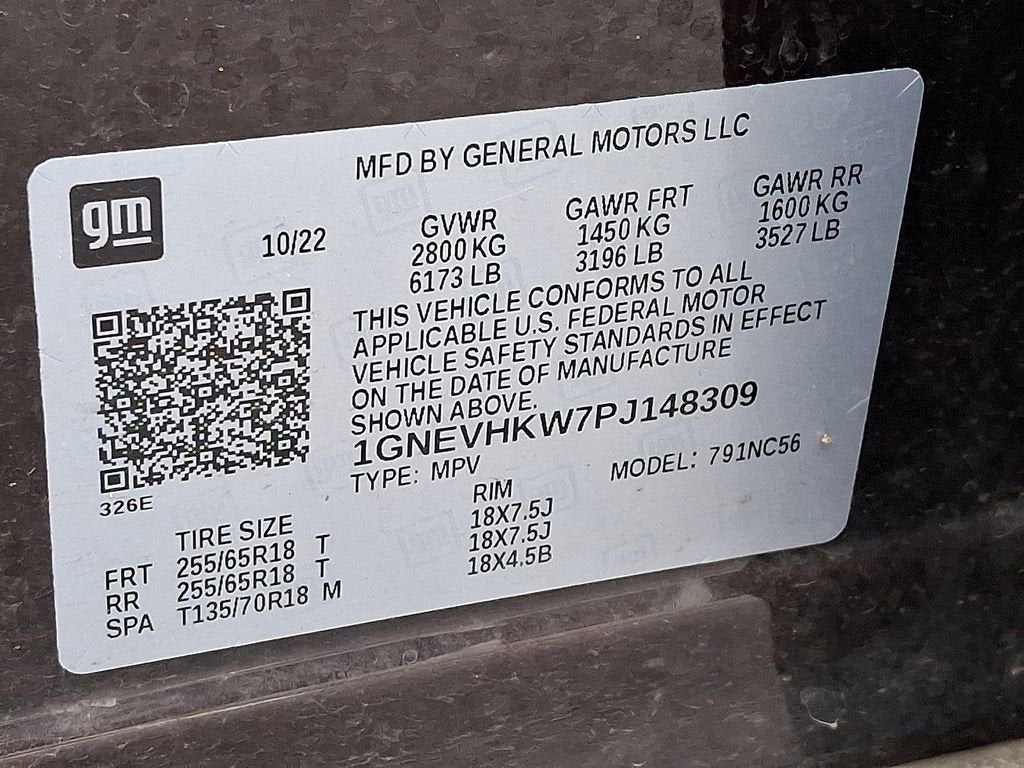 MFD BY GENERAL MOTORS LLC
gm
10/22
GVWR GAWR FRT GAWR RR
2800 KG 1450 KG 1600 KG
6173 LB 3196 LB 3527 LB
THIS VEHICLE CONFORMS TO ALL
APPLICABLE U.S. FEDERAL MOTOR
VEHICLE SAFETY STANDARDS IN EFFECT
ON THE DATE OF MANUFACTURE
SHOWN ABOVE.
1GNEVHKW7PJ148309
TYPE: MPV MODEL: 791NC56
326E
TIRE SIZE RIM
FRT 255/65R18 T 18X7.5J
RR 255/65R18 T 18X7.5J
SPA T135/70R18 M 18X4.5B